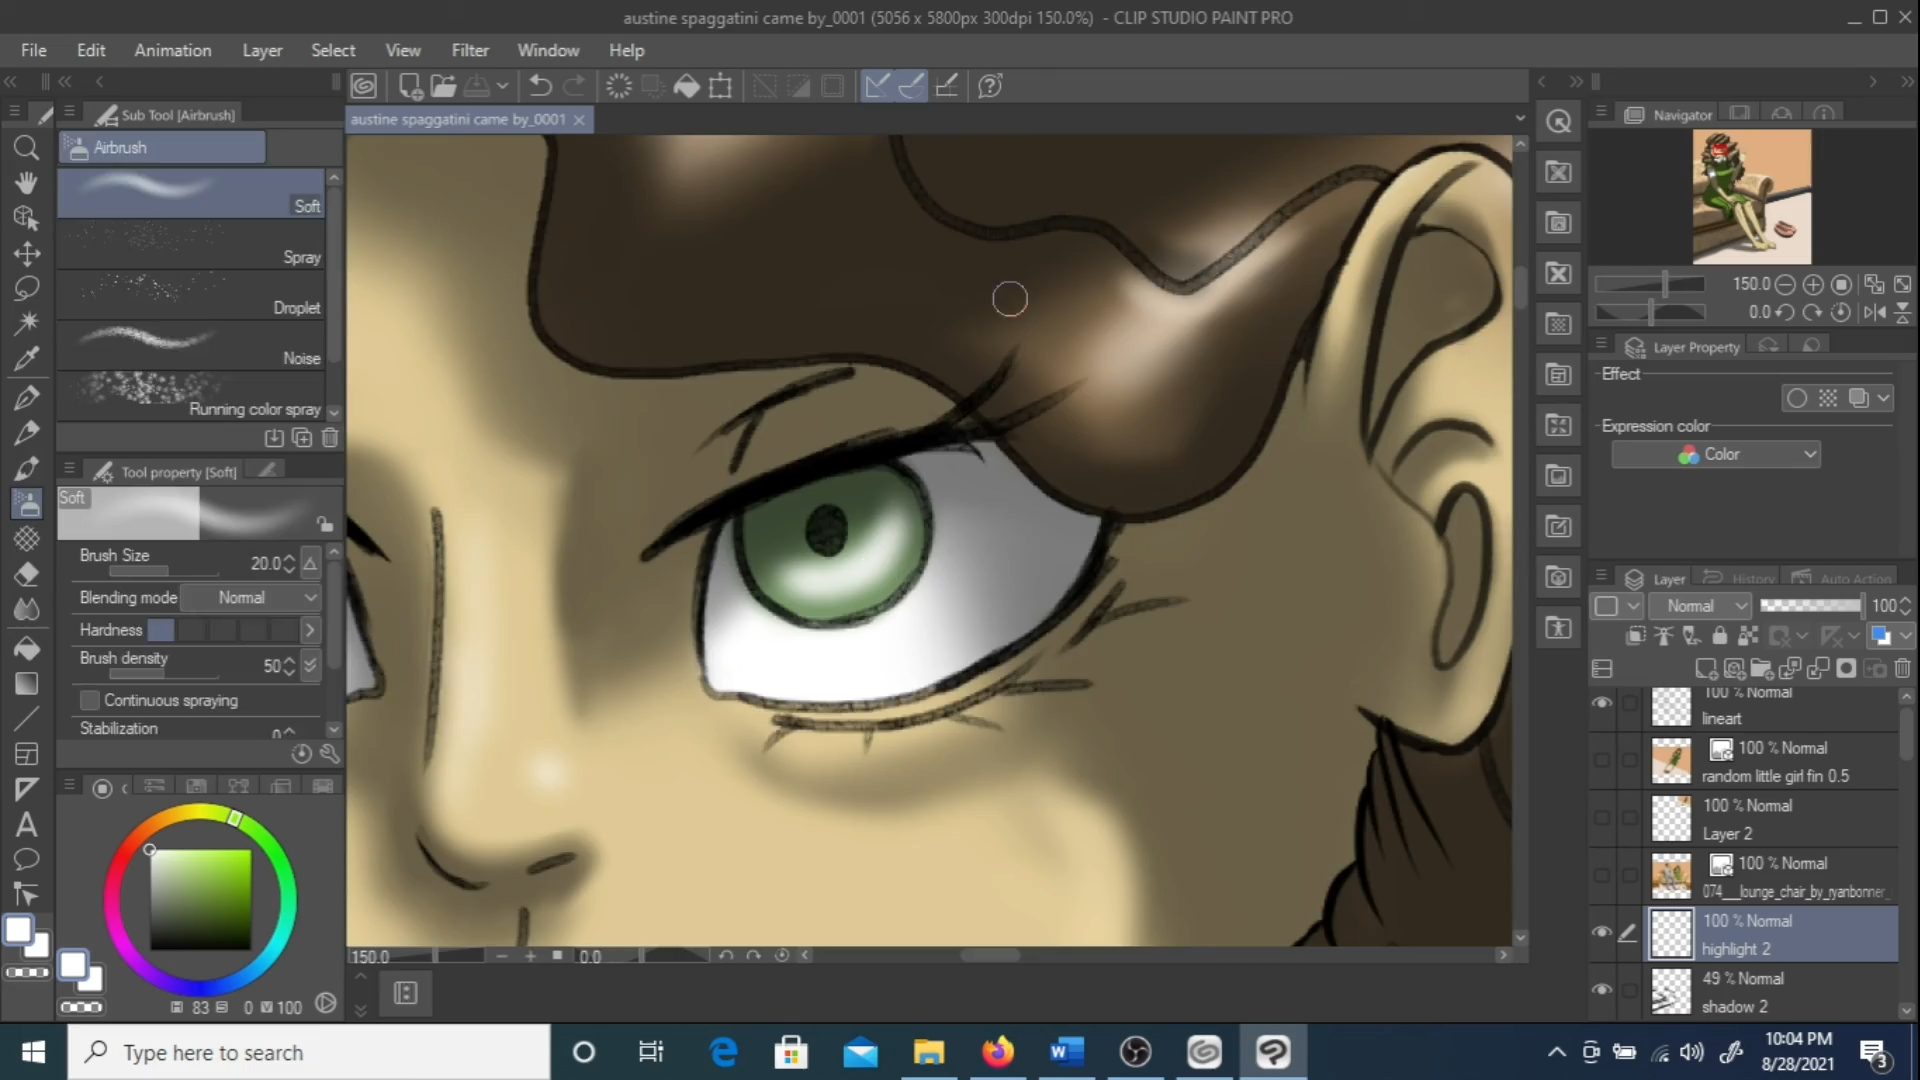 austine spaggatini came by_0001 (5056 x 5800px 300dpi 150.0%) - CLIP STUDIO PAINT PRO
File Edit Animation Layer Select View Filter Window Help
Sub Tool [Airbrush]
austine spaggatini came by_0001
Airbrush
Soft
Spray
Droplet
Noise
Running color spray
Tool property [Soft]
Soft
Brush Size 20.0
Blending mode Normal
Hardness
Brush density 50
Continuous spraying
Stabilization
83 0 V 100
150.0 0.0
Navigator
150.0
0.0
Layer Property
Effect
Expression color
Color
Layer History Auto Action
Normal 100
100 % Normal
lineart
100 % Normal
random little girl fin 0.5
100 % Normal
Layer 2
100 % Normal
074___lounge_chair_by_ryanbonner_
100 % Normal
highlight 2
49 % Normal
shadow 2
Type here to search
10:04 PM
8/28/2021
3